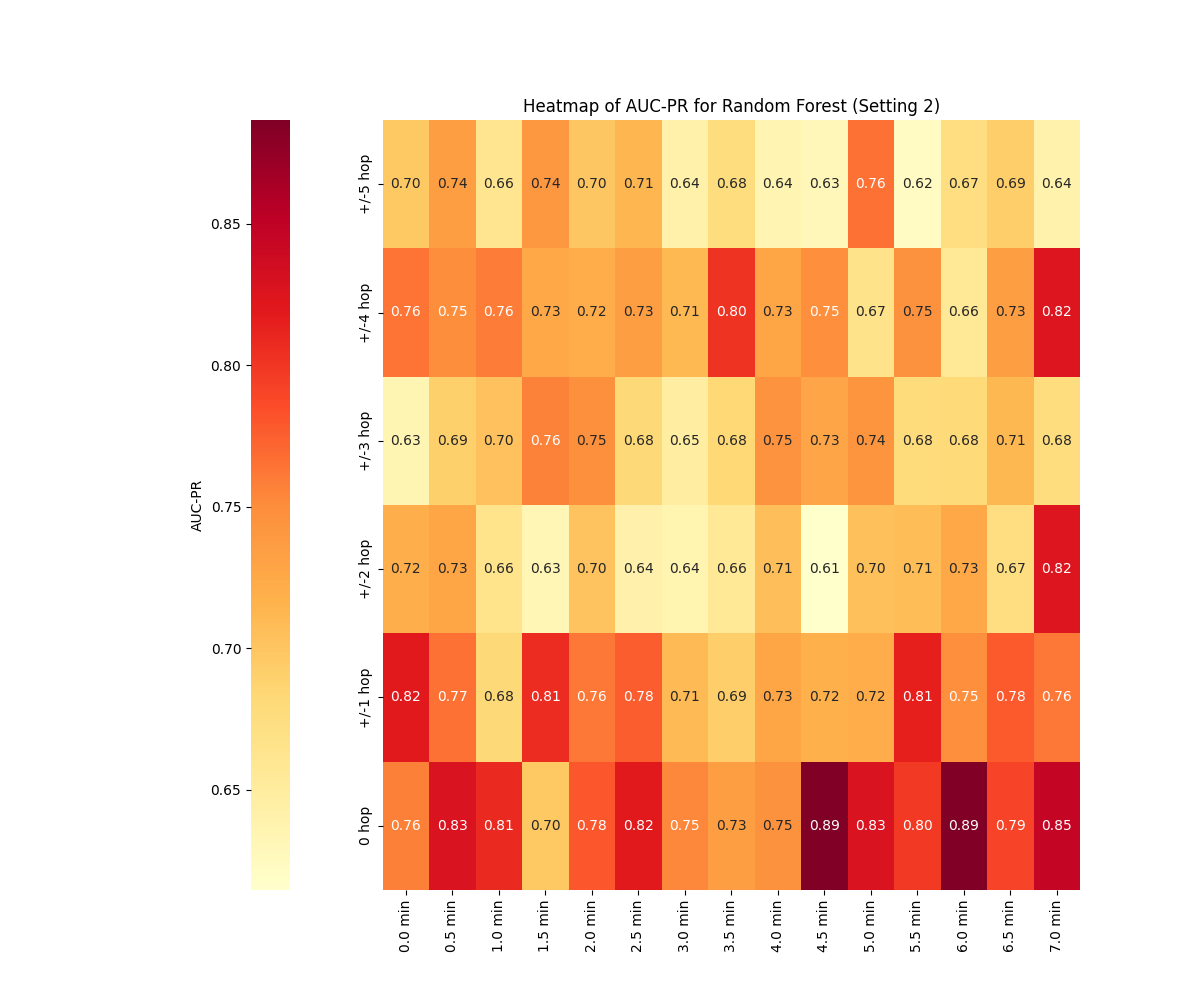 Heatmap of AUC-PR for Random Forest (Setting 2)
AUC-PR
0.85
0.80
0.75
0.70
0.65
+/-5 hop
0.70 0.74 0.66 0.74 0.70 0.71 0.64 0.68 0.64 0.63 0.76 0.62 0.67 0.69 0.64
+/-4 hop
0.76 0.75 0.76 0.73 0.72 0.73 0.71 0.80 0.73 0.75 0.67 0.75 0.66 0.73 0.82
+/-3 hop
0.63 0.69 0.70 0.76 0.75 0.68 0.65 0.68 0.75 0.73 0.74 0.68 0.68 0.71 0.68
+/-2 hop
0.72 0.73 0.66 0.63 0.70 0.64 0.64 0.66 0.71 0.61 0.70 0.71 0.73 0.67 0.82
+/-1 hop
0.82 0.77 0.68 0.81 0.76 0.78 0.71 0.69 0.73 0.72 0.72 0.81 0.75 0.78 0.76
0 hop
0.76 0.83 0.81 0.70 0.78 0.82 0.75 0.73 0.75 0.89 0.83 0.80 0.89 0.79 0.85
0.0 min
0.5 min
1.0 min
1.5 min
2.0 min
2.5 min
3.0 min
3.5 min
4.0 min
4.5 min
5.0 min
5.5 min
6.0 min
6.5 min
7.0 min